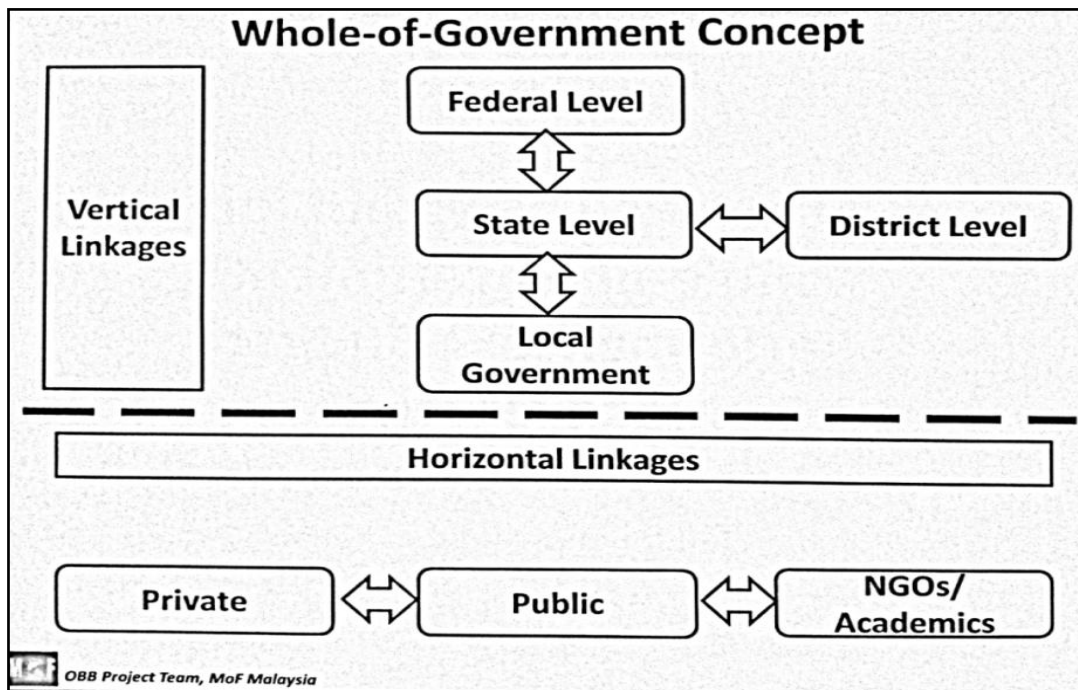 Whole-of-Government Concept
Federal Level
Vertical
Linkages
State Level
District Level
Local
Government
Horizontal Linkages
Private
Public
NGOs/
Academics
OBB Project Team, MoF Malaysia